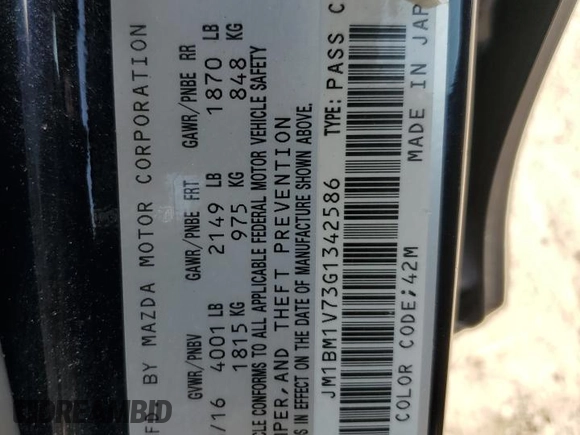 FD BY MAZDA MOTOR CORPORATION
GVWR/PNBV GAWR/PNBE FRT GAWR/PNBE RR
/16 4001 LB 2149 LB 1870 LB
1815 KG 975 KG 848 KG
LE CONFORMS TO ALL APPLICABLE FEDERAL MOTOR VEHICLE SAFETY
PER, AND THEFT PREVENTION
S IN EFFECT ON THE DATE OF MANUFACTURE SHOWN ABOVE.
JM1BM1V73G1342586 TYPE: PASS C
COLOR CODE;42M MADE IN JAP